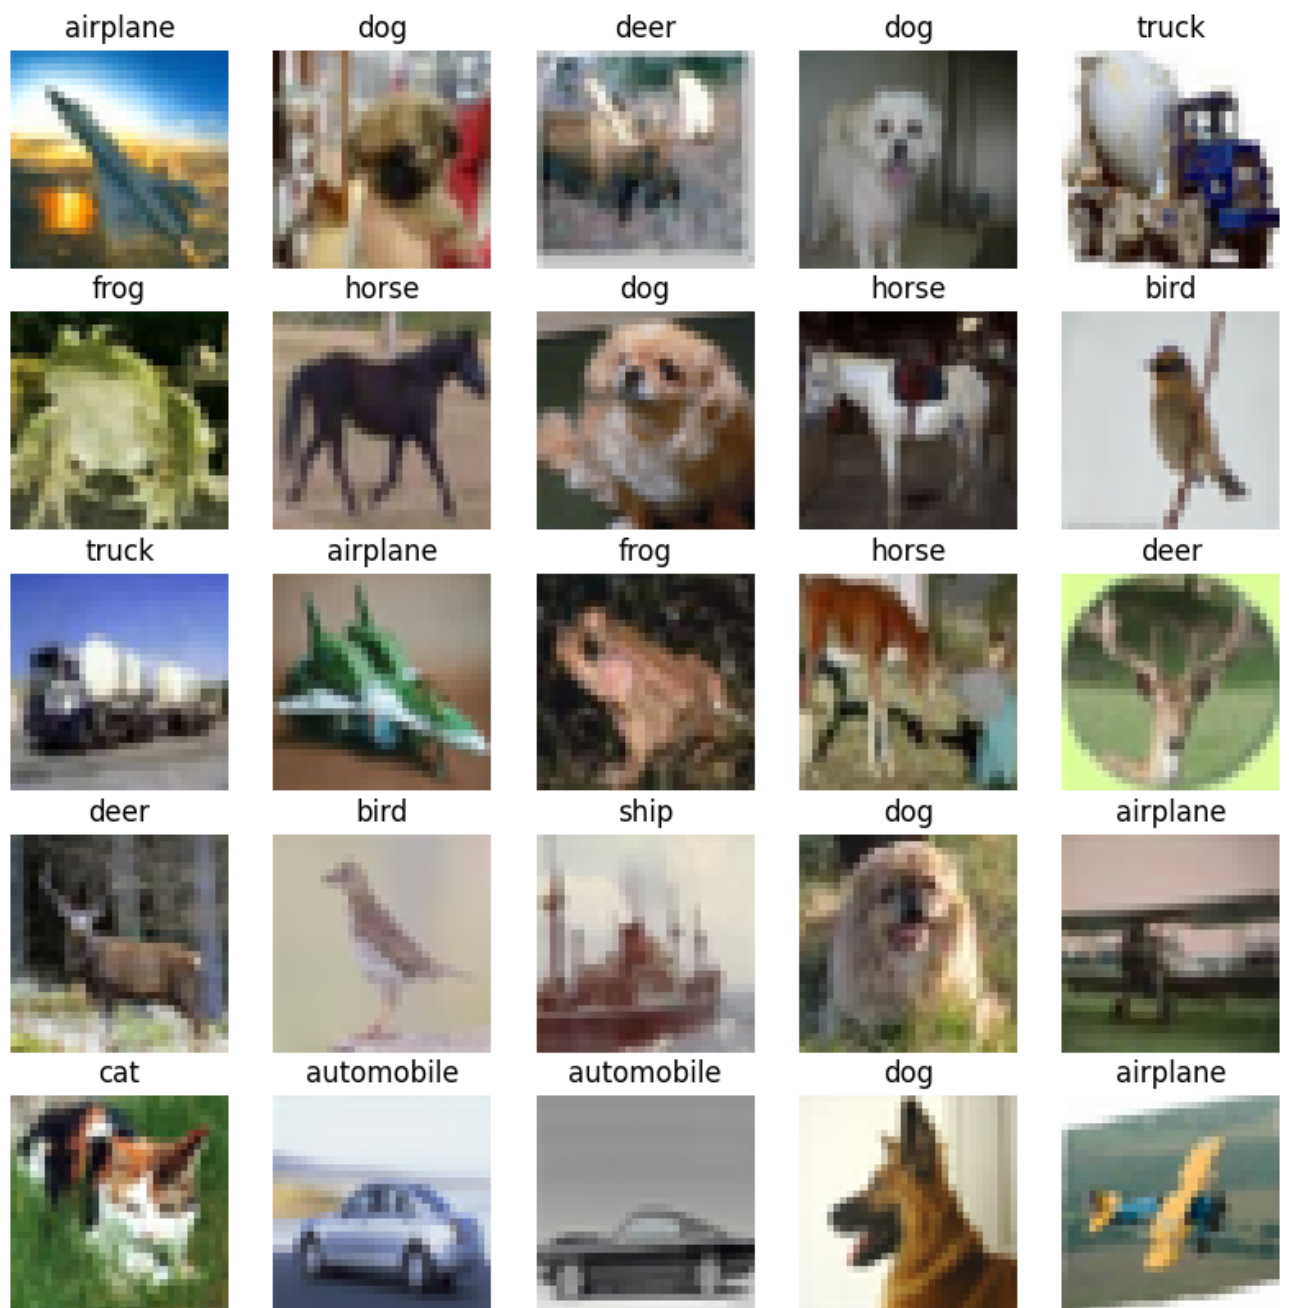 airplane dog deer dog truck
frog horse dog horse bird
truck airplane frog horse deer
deer bird ship dog airplane
cat automobile automobile dog airplane